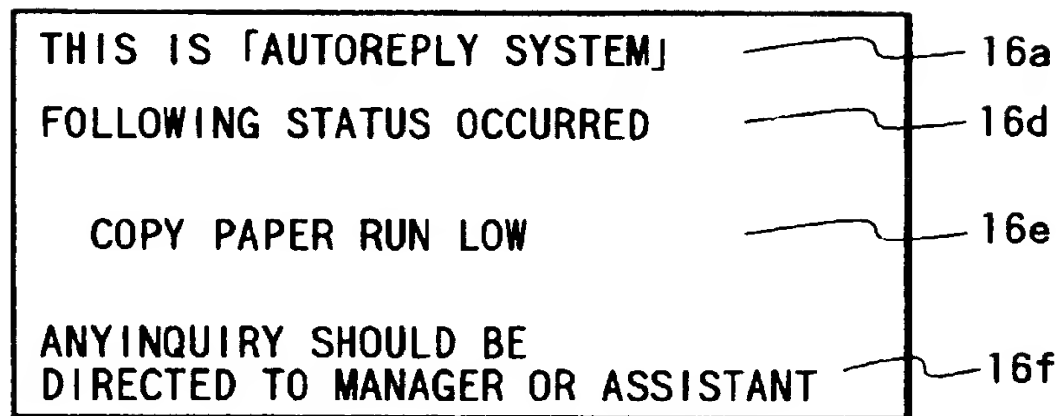 THIS IS 「AUTOREPLY SYSTEM」 16a
FOLLOWING STATUS OCCURRED 16d
COPY PAPER RUN LOW 16e
ANYINQUIRY SHOULD BE
DIRECTED TO MANAGER OR ASSISTANT 16f